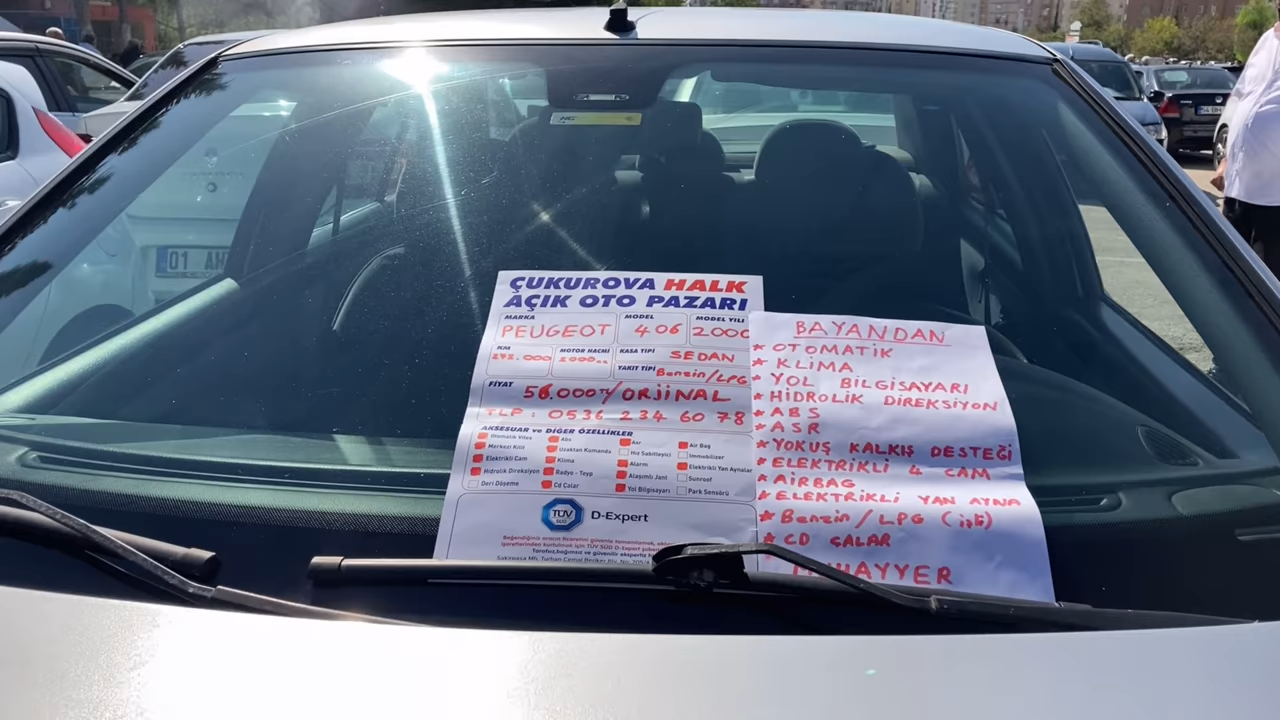 ÇUKUROVA HALK
AÇIK OTO PAZARI
MARKA PEUGEOT
MODEL 406
MODEL YILI 2000
KM
MOTOR HACMİ
KASA TİPİ SEDAN
YAKIT TİPİ Benzin/LPG
FİYAT 56.000 TL/ORJİNAL
TLF: 0536 234 60 78
AKSESUAR ve DİĞER ÖZELLİKLER
Otomatik Vites Abs Asr Air Bag
Merkezi Kilit Uzaktan Kumanda Hız Sabitleyici Immobilizer
Elektrikli Cam Klima Alarm Elektrikli Yan Aynalar
Hidrolik Direksiyon Radyo - Teyp Alaşımlı Jant Sunroof
Deri Döşeme Cd Çalar Yol Bilgisayarı Park Sensörü
TÜV
SÜD
D-Expert
BAYANDAN
* OTOMATİK
* KLİMA
* YOL BİLGİSAYARI
* HİDROLİK DİREKSİYON
* ABS
* ASR
* YOKUŞ KALKIŞ DESTEĞİ
* ELEKTRİKLİ 4 CAM
* AİRBAG
* ELEKTRİKLİ YAN AYNA
* Benzin/LPG
* CD ÇALAR
01